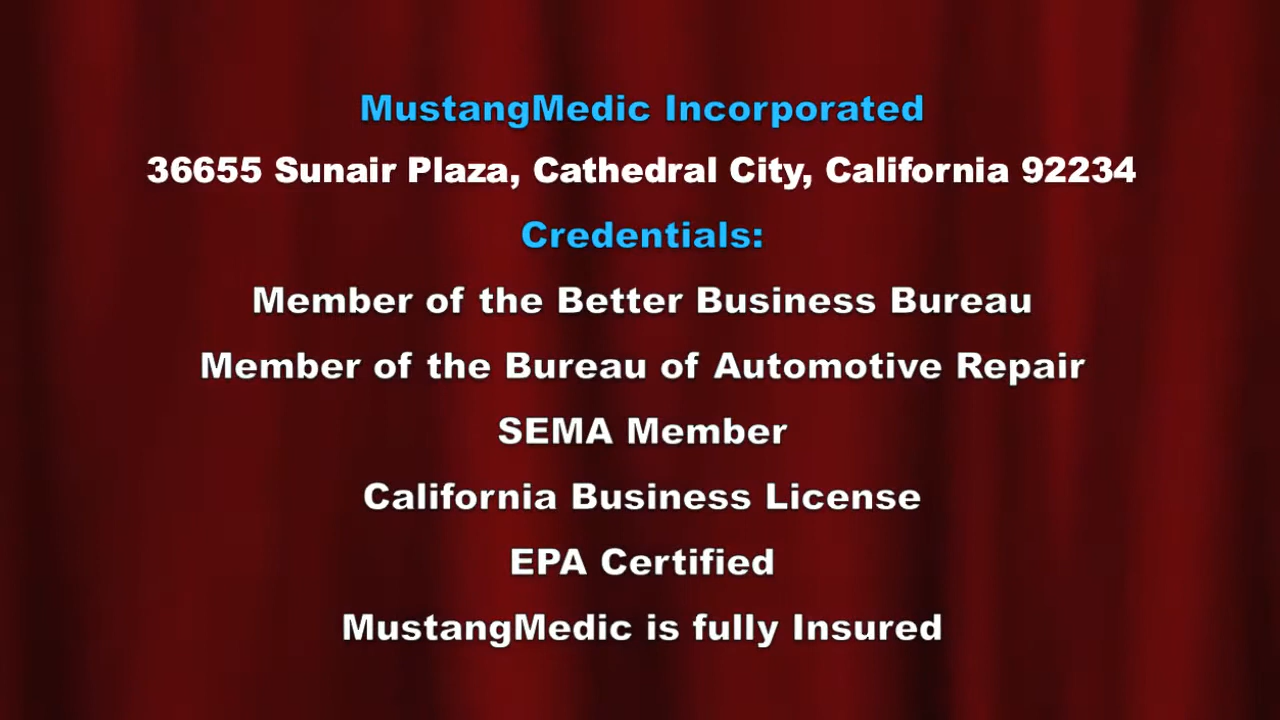 MustangMedic Incorporated
36655 Sunair Plaza, Cathedral City, California 92234
Credentials:
Member of the Better Business Bureau
Member of the Bureau of Automotive Repair
SEMA Member
California Business License
EPA Certified
MustangMedic is fully Insured